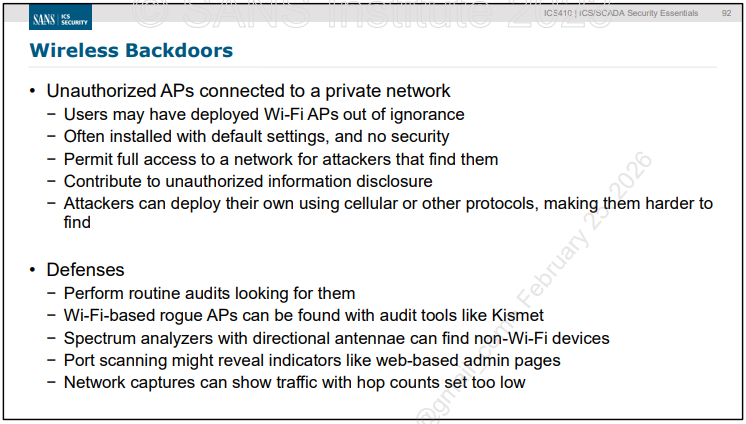 © SANS Institute 2026
SANS
ICS
SECURITY
ICS410 | ICS/SCADA Security Essentials 92
Wireless Backdoors
• Unauthorized APs connected to a private network
− Users may have deployed Wi-Fi APs out of ignorance
− Often installed with default settings, and no security
− Permit full access to a network for attackers that find them
− Contribute to unauthorized information disclosure
− Attackers can deploy their own using cellular or other protocols, making them harder to
find
• Defenses
− Perform routine audits looking for them
− Wi-Fi-based rogue APs can be found with audit tools like Kismet
− Spectrum analyzers with directional antennae can find non-Wi-Fi devices
− Port scanning might reveal indicators like web-based admin pages
− Network captures can show traffic with hop counts set too low
February
2026